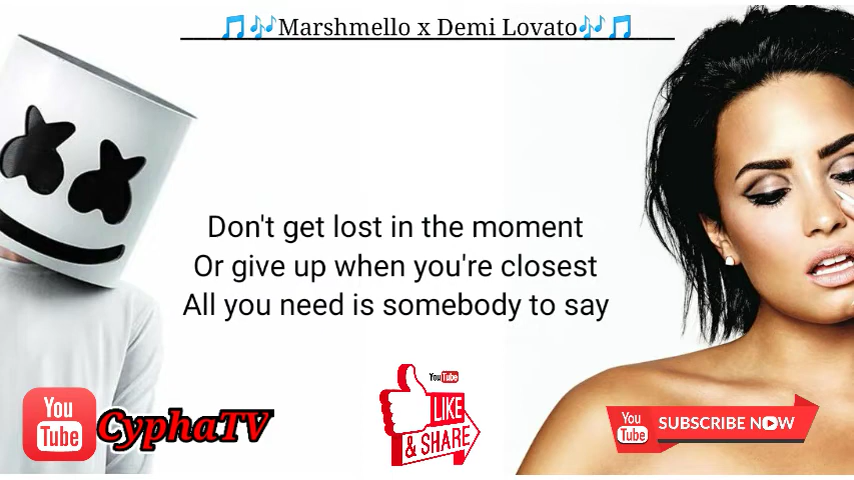 🎵🎶Marshmello x Demi Lovato🎶🎵
Don't get lost in the moment
Or give up when you're closest
All you need is somebody to say
YouTube
LIKE
& SHARE
You
Tube
CyphaTV
You
Tube
SUBSCRIBE NOW